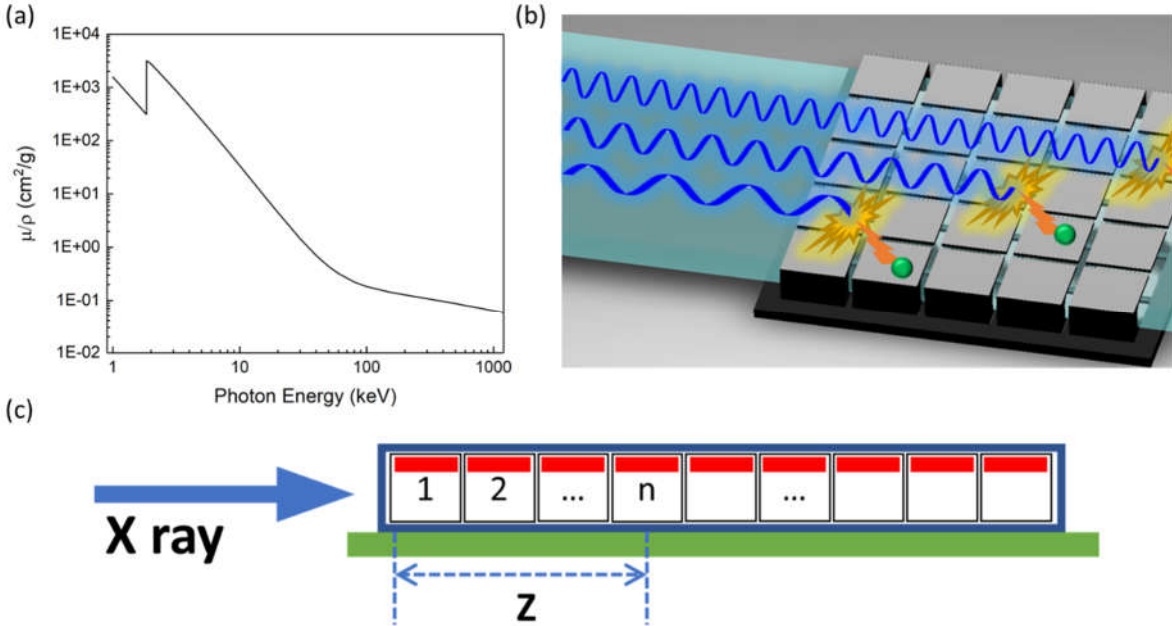 (a)
(b)
1E+04
1E+03
1E+02
1E+01
1E+00
1E-01
1E-02
μ/ρ (cm²/g)
1
10
100
1000
Photon Energy (keV)
(c)
1
2
...
n
...
X ray
Z